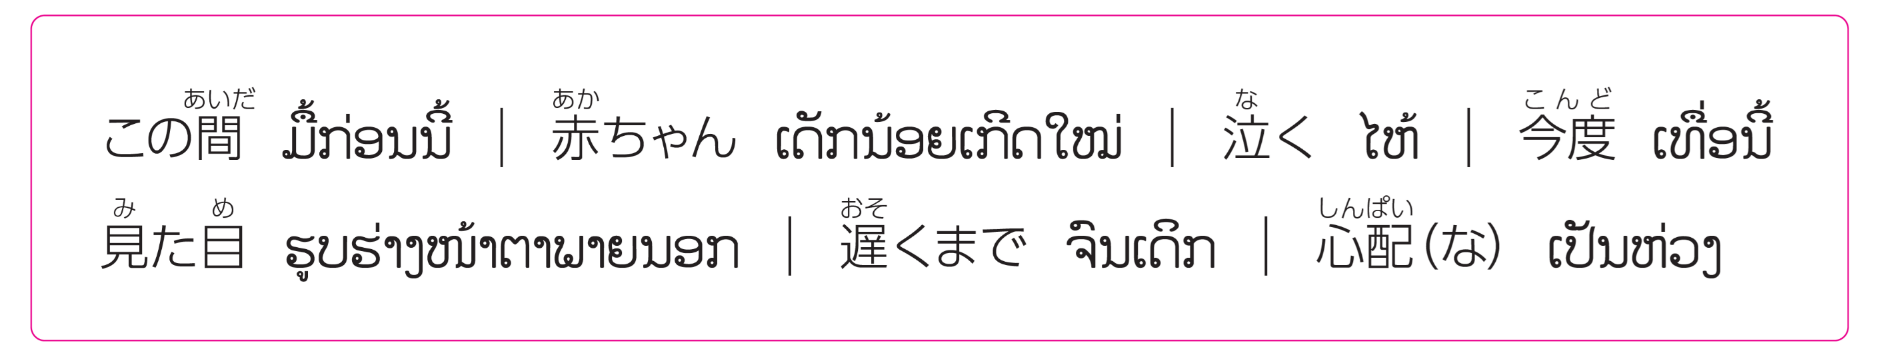 あいだ あか な こんど
この間 ມື້ກ່ອນນີ້ | 赤ちゃん ເດັກນ້ອຍເກີດໃໝ່ | 泣く ໄຫ້ | 今度 ເທື່ອນີ້
み め おそ しんぱい
見た目 ຮູບຮ່າງໜ້າຕາພາຍນອກ | 遅くまで ຈົນເດິກ | 心配(な) ເປັນຫ່ວງ